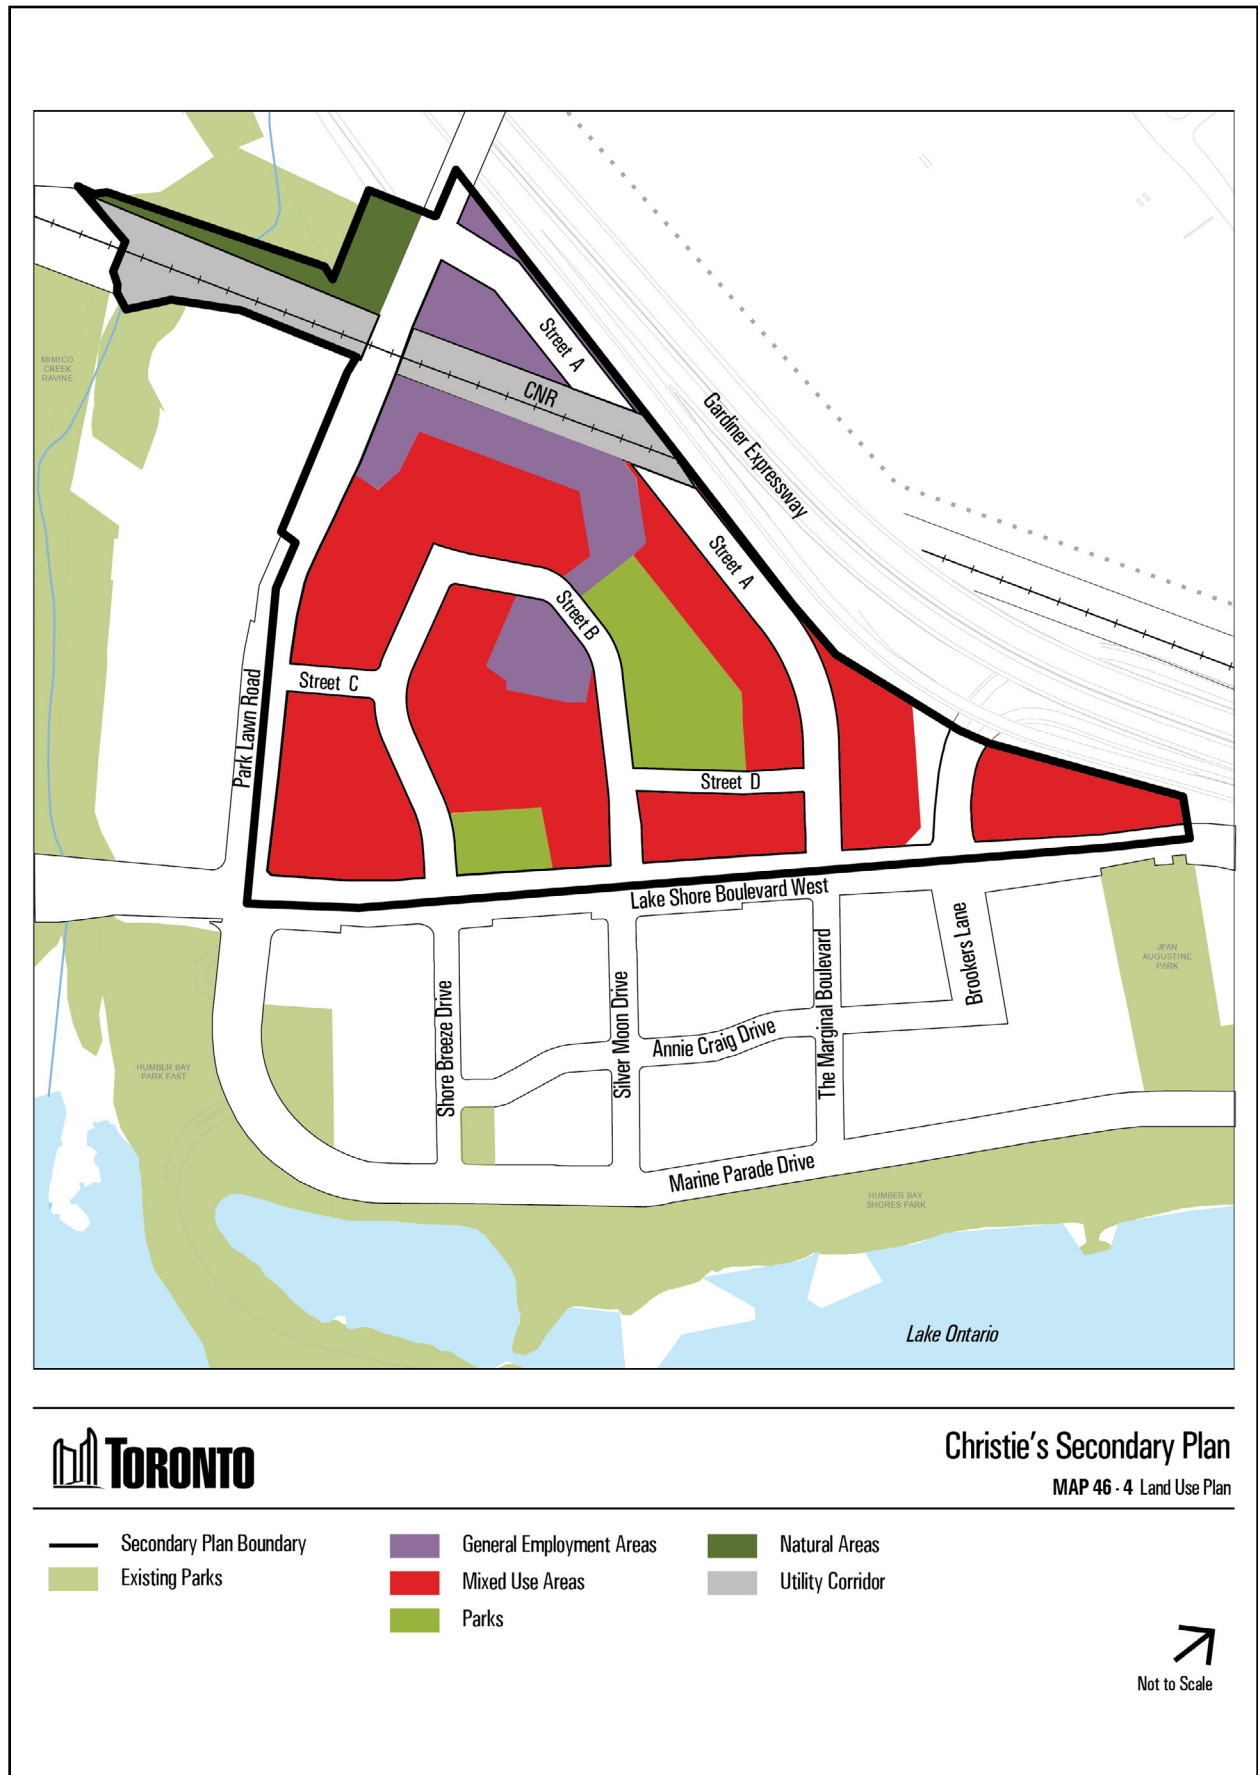 MIMICO
CREEK
RAVINE
Street A
CNR
Gardiner Expressway
Street A
Street B
Street C
Park Lawn Road
Street D
Lake Shore Boulevard West
Brookers Lane
JEAN
AUGUSTINE
PARK
The Marginal Boulevard
Silver Moon Drive
Shore Breeze Drive
Annie Craig Drive
HUMBER BAY
PARK EAST
Marine Parade Drive
HUMBER BAY
SHORES PARK
Lake Ontario
TORONTO
Christie's Secondary Plan
MAP 46 - 4 Land Use Plan
Secondary Plan Boundary
General Employment Areas
Natural Areas
Existing Parks
Mixed Use Areas
Utility Corridor
Parks
Not to Scale